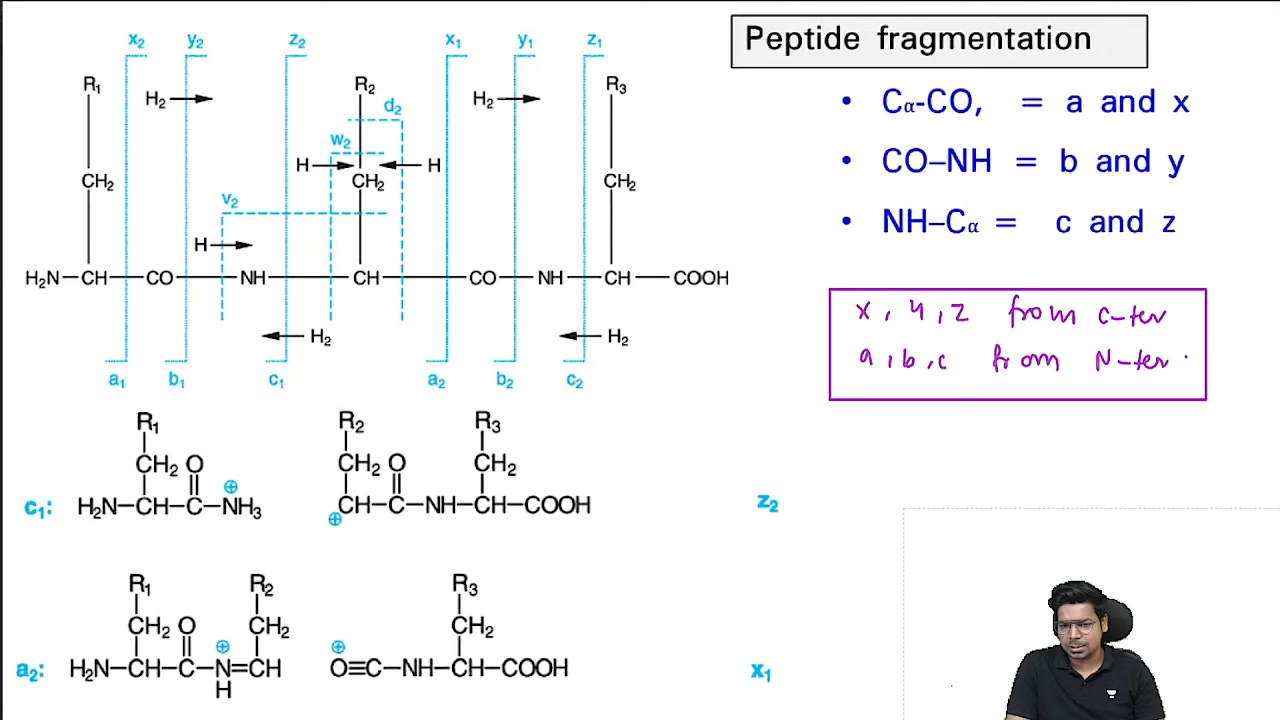 Peptide fragmentation
x₂ y₂ z₂ x₁ y₁ z₁
R₁ R₂ R₃
H₂ H₂
d₂
w₂
H H
CH₂ CH₂ CH₂
v₂
H
H₂N–CH–CO–NH–CH–CO–NH–CH–COOH
H₂ H₂
a₁ b₁ c₁ a₂ b₂ c₂
• Cα-CO, = a and x
• CO–NH = b and y
• NH–Cα = c and z
x, y, z from c-ter
a, b, c from N-ter.
R₁ R₂ R₃
CH₂ O CH₂ O CH₂
⊕
c₁: H₂N–CH–C–NH₃ CH–C–NH–CH–COOH z₂
⊕
R₁ R₂ R₃
CH₂ O CH₂ CH₂
⊕ ⊕
a₂: H₂N–CH–C–N=CH O≡C–NH–CH–COOH x₁
H